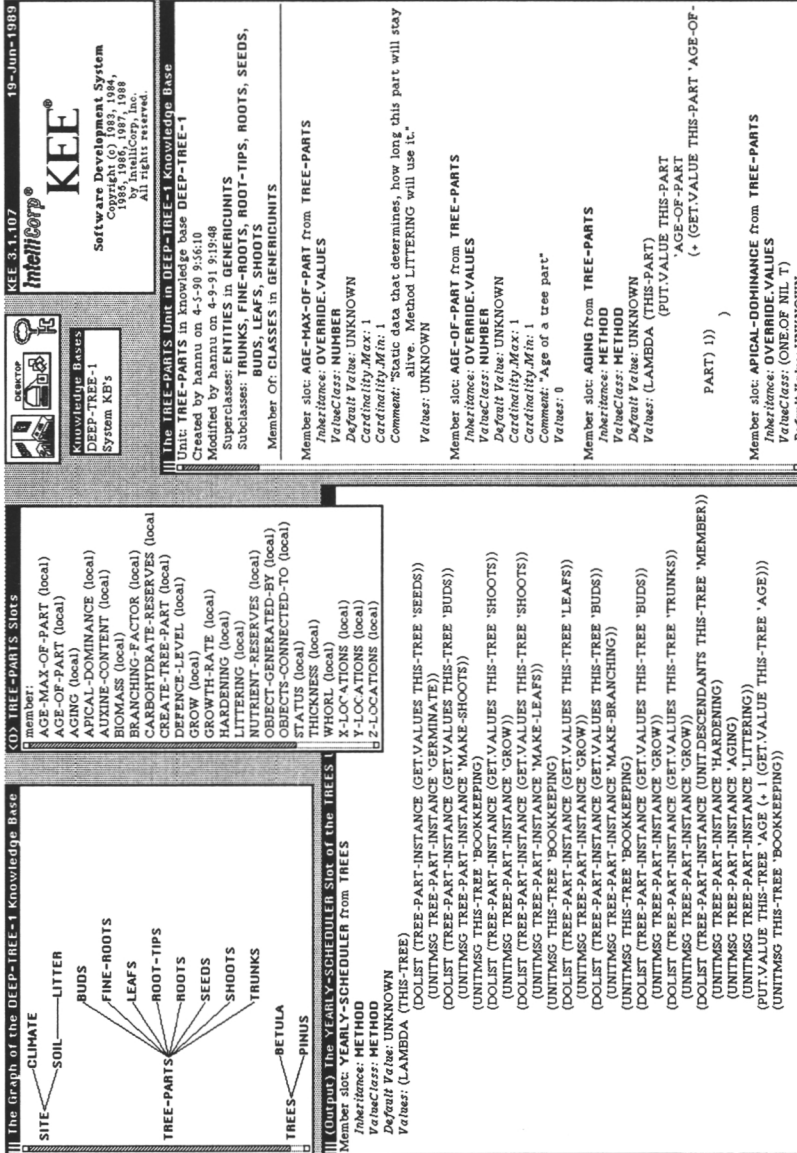 The Graph of the DEEP-TREE-1 Knowledge Base
SITE
CLIMATE
SOIL
LITTER
TREE-PARTS
BUDS
FINE-ROOTS
LEAFS
ROOT-TIPS
ROOTS
SEEDS
SHOOTS
TRUNKS
TREES
BETULA
PINUS
(O) TREE-PARTS Slots
member:
AGE-MAX-OF-PART (local)
AGE-OF-PART (local)
AGING (local)
APICAL-DOMINANCE (local)
AUXINE-CONTENT (local)
BIOMASS (local)
BRANCHING-FACTOR (local)
CARBOHYDRATE-RESERVES (local
CREATE-TREE-PART (local)
DEFENCE-LEVEL (local)
GROW (local)
GROWTH-RATE (local)
HARDENING (local)
LITTERING (local)
NUTRIENT-RESERVES (local)
OBJECT-GENERATED-BY (local)
OBJECTS-CONNECTED-TO (local)
STATUS (local)
THICKNESS (local)
WHORL (local)
X-LOCATIONS (local)
Y-LOCATIONS (local)
Z-LOCATIONS (local)
DESKTOP
Knowledge Bases
DEEP-TREE-1
System KB's
KEE 3.1.107
19-Jun-1989
IntelliCorp®
KEE®
Software Development System
Copyright (c) 1983, 1984,
1985, 1986, 1987, 1988
by IntelliCorp, Inc.
All rights reserved.
(Output) The YEARLY-SCHEDULER Slot of the TREES U
Member slot: YEARLY-SCHEDULER from TREES
Inheritance: METHOD
ValueClass: METHOD
Default Value: UNKNOWN
Values: (LAMBDA (THIS-TREE)
(DOLIST (TREE-PART-INSTANCE (GET.VALUES THIS-TREE 'SEEDS))
(UNITMSG TREE-PART-INSTANCE 'GERMINATE))
(DOLIST (TREE-PART-INSTANCE (GET.VALUES THIS-TREE 'BUDS))
(UNITMSG TREE-PART-INSTANCE 'MAKE-SHOOTS))
(UNITMSG THIS-TREE 'BOOKKEEPING)
(DOLIST (TREE-PART-INSTANCE (GET.VALUES THIS-TREE 'SHOOTS))
(UNITMSG TREE-PART-INSTANCE 'GROW))
(DOLIST (TREE-PART-INSTANCE (GET.VALUES THIS-TREE 'SHOOTS))
(UNITMSG TREE-PART-INSTANCE 'MAKE-LEAFS))
(UNITMSG THIS-TREE 'BOOKKEEPING)
(DOLIST (TREE-PART-INSTANCE (GET.VALUES THIS-TREE 'LEAFS))
(UNITMSG TREE-PART-INSTANCE 'GROW))
(DOLIST (TREE-PART-INSTANCE (GET.VALUES THIS-TREE 'BUDS))
(UNITMSG TREE-PART-INSTANCE 'MAKE-BRANCHING))
(UNITMSG THIS-TREE 'BOOKKEEPING)
(DOLIST (TREE-PART-INSTANCE (GET.VALUES THIS-TREE 'BUDS))
(UNITMSG TREE-PART-INSTANCE 'GROW))
(DOLIST (TREE-PART-INSTANCE (GET.VALUES THIS-TREE 'TRUNKS))
(UNITMSG TREE-PART-INSTANCE 'GROW))
(DOLIST (TREE-PART-INSTANCE (UNIT.DESCENDANTS THIS-TREE 'MEMBER))
(UNITMSG TREE-PART-INSTANCE 'HARDENING)
(UNITMSG TREE-PART-INSTANCE 'AGING)
(UNITMSG TREE-PART-INSTANCE 'LITTERING))
(PUT.VALUE THIS-TREE 'AGE (+ 1 (GET.VALUE THIS-TREE 'AGE)))
(UNITMSG THIS-TREE 'BOOKKEEPING))
The TREE-PARTS Unit in DEEP-TREE-1 Knowledge Base
Unit: TREE-PARTS in knowledge base DEEP-TREE-1
Created by hannu on 4-5-90 9:56:10
Modified by hannu on 4-9-91 9:19:48
Superclasses: ENTITIES in GENERICUNITS
Subclasses: TRUNKS, FINE-ROOTS, ROOT-TIPS, ROOTS, SEEDS,
BUDS, LEAFS, SHOOTS
Member Of: CLASSES in GENERICUNITS
Member slot: AGE-MAX-OF-PART from TREE-PARTS
Inheritance: OVERRIDE.VALUES
ValueClass: NUMBER
Default Value: UNKNOWN
Cardinality.Max: 1
Cardinality.Min: 1
Comment: "Static data that determines, how long this part will stay
alive. Method LITTERING will use it."
Values: UNKNOWN
Member slot: AGE-OF-PART from TREE-PARTS
Inheritance: OVERRIDE.VALUES
ValueClass: NUMBER
Default Value: UNKNOWN
Cardinality.Max: 1
Cardinality.Min: 1
Comment: "Age of a tree part"
Values: 0
Member slot: AGING from TREE-PARTS
Inheritance: METHOD
ValueClass: METHOD
Default Value: UNKNOWN
Values: (LAMBDA (THIS-PART)
(PUT.VALUE THIS-PART
'AGE-OF-PART
(+ (GET.VALUE THIS-PART 'AGE-OF-
PART) 1))
)
Member slot: APICAL-DOMINANCE from TREE-PARTS
Inheritance: OVERRIDE.VALUES
ValueClass: (ONE.OF NIL T)